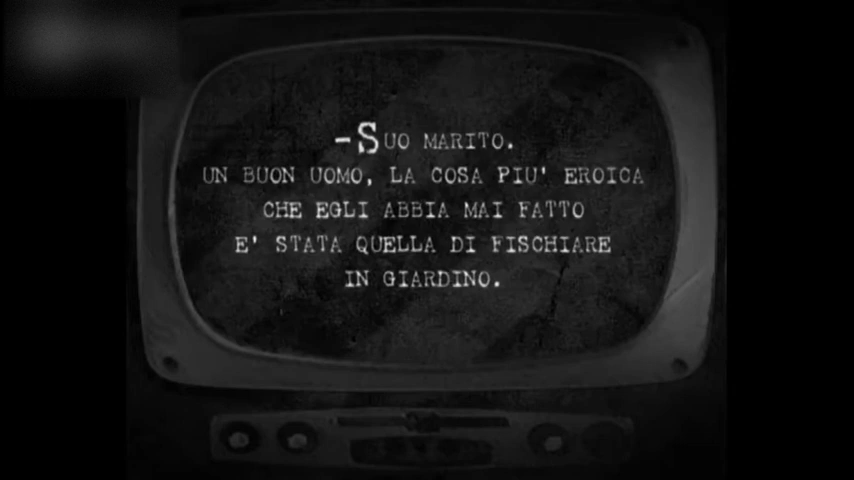 -Suo marito.
un buon uomo, la cosa piu' eroica
che egli abbia mai fatto
e' stata quella di fischiare
in giardino.